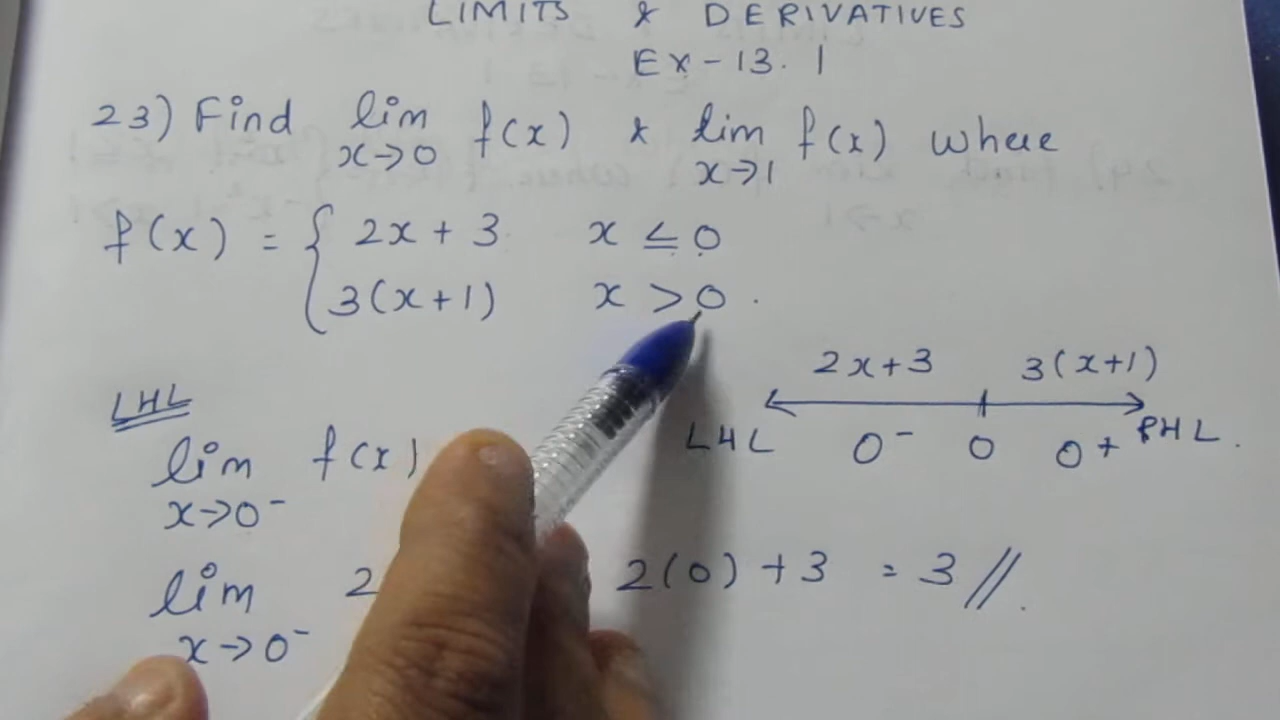 LIMITS & DERIVATIVES
Ex-13.1
23) Find lim f(x) & lim f(x) where
x→0 x→1
f(x) = { 2x + 3 x ≤ 0
3(x+1) x > 0 .
2x+3 3(x+1)
LHL
LHL 0⁻ 0 0+ RHL.
lim f(x)
x→0⁻
lim 2 2(0) + 3 = 3 //.
x→0⁻